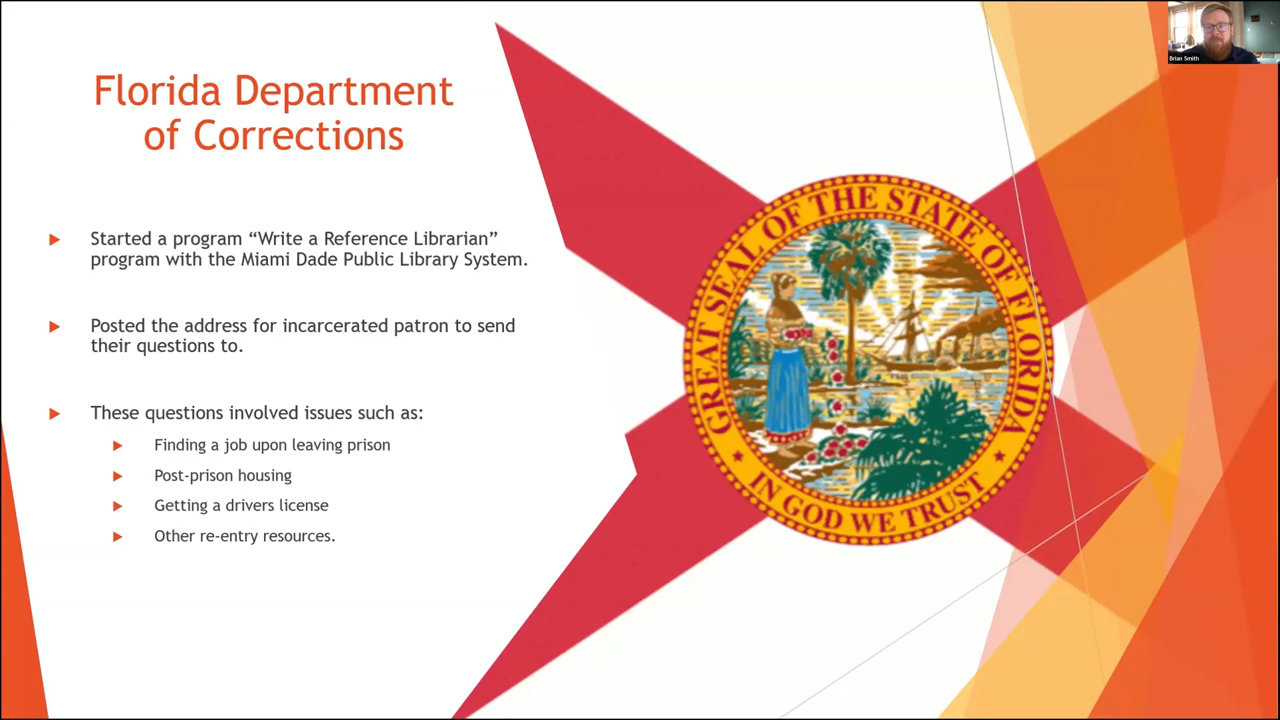 Florida Department
of Corrections
Started a program “Write a Reference Librarian”
program with the Miami Dade Public Library System.
Posted the address for incarcerated patron to send
their questions to.
These questions involved issues such as:
Finding a job upon leaving prison
Post-prison housing
Getting a drivers license
Other re-entry resources.
GREAT SEAL OF THE STATE OF FLORIDA
IN GOD WE TRUST
Brian Smith